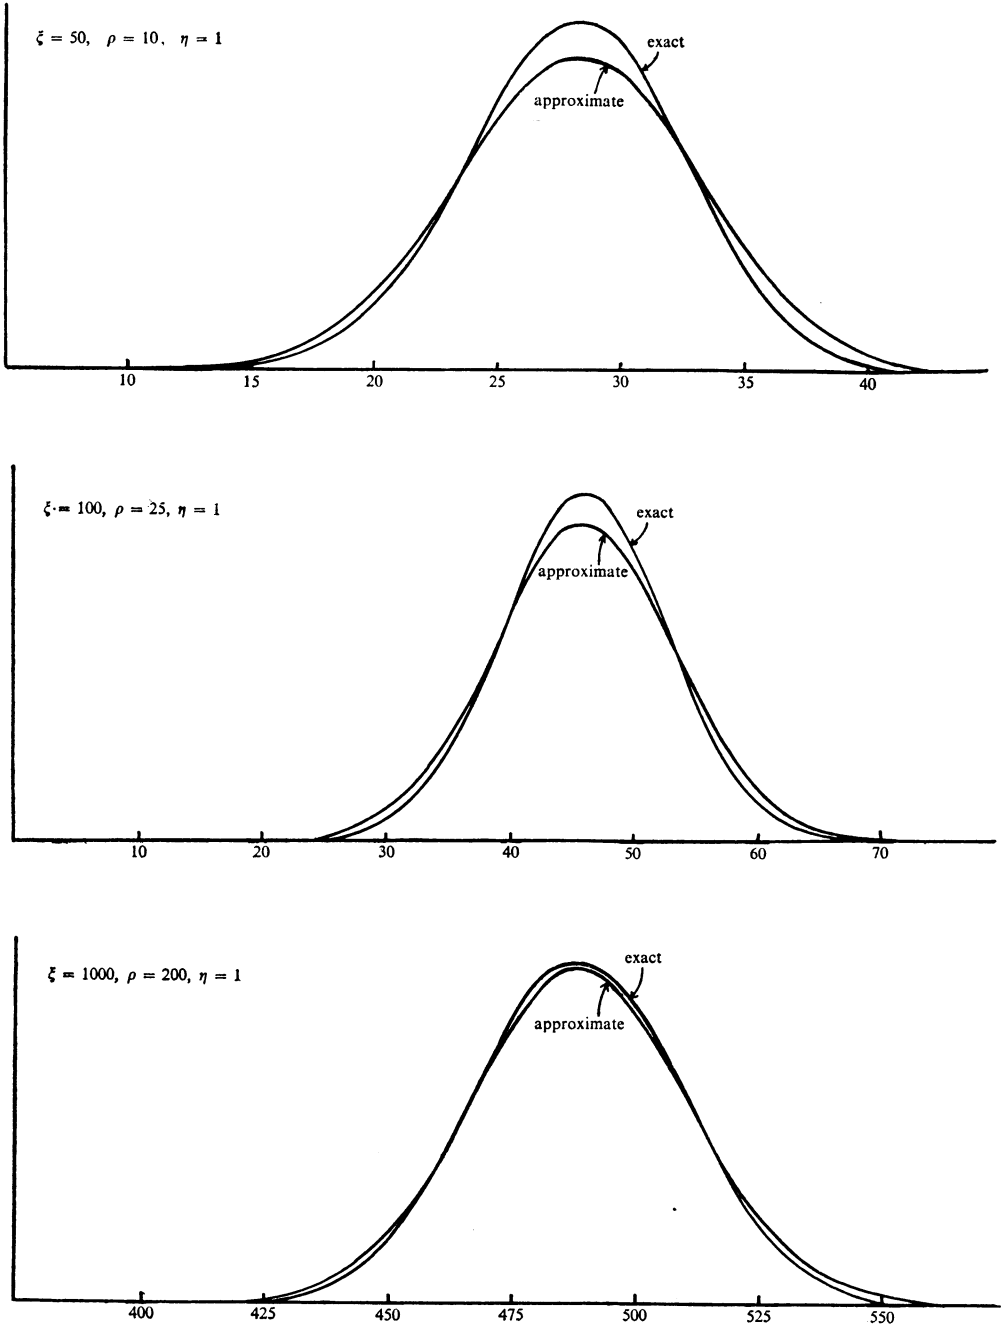 ξ = 50, ρ = 10, η = 1
exact
approximate
10 15 20 25 30 35 40
ξ = 100, ρ = 25, η = 1
exact
approximate
10 20 30 40 50 60 70
ξ = 1000, ρ = 200, η = 1
exact
approximate
400 425 450 475 500 525 550